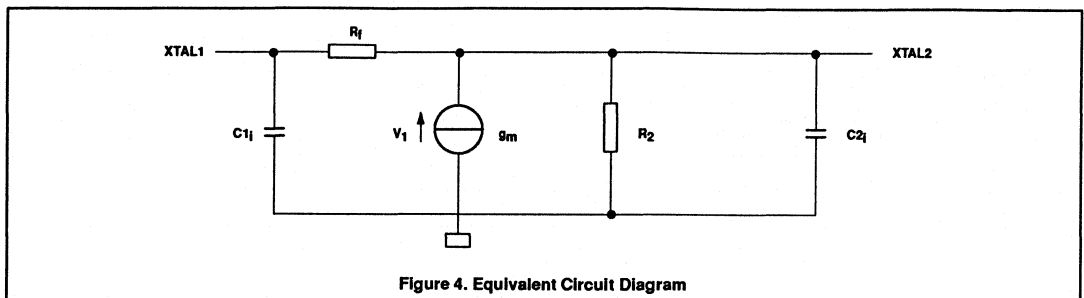 Rf
XTAL1
XTAL2
C1i
V1
gm
R2
C2i
Figure 4. Equivalent Circuit Diagram